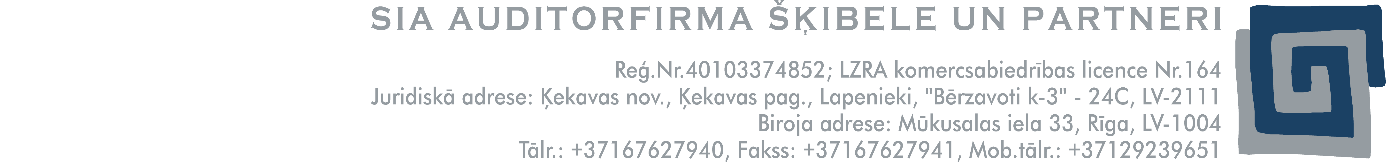 SIA AUDITORFIRMA ŠĶIBELE UN PARTNERI
Reģ.Nr.40103374852; LZRA komercsabiedrības licence Nr.164
Juridiskā adrese: Ķekavas nov., Ķekavas pag., Lapenieki, "Bērzavoti k-3" - 24C, LV-2111
Biroja adrese: Mūkusalas iela 33, Rīga, LV-1004
Tālr.: +37167627940, Fakss: +37167627941, Mob.tālr.: +37129239651